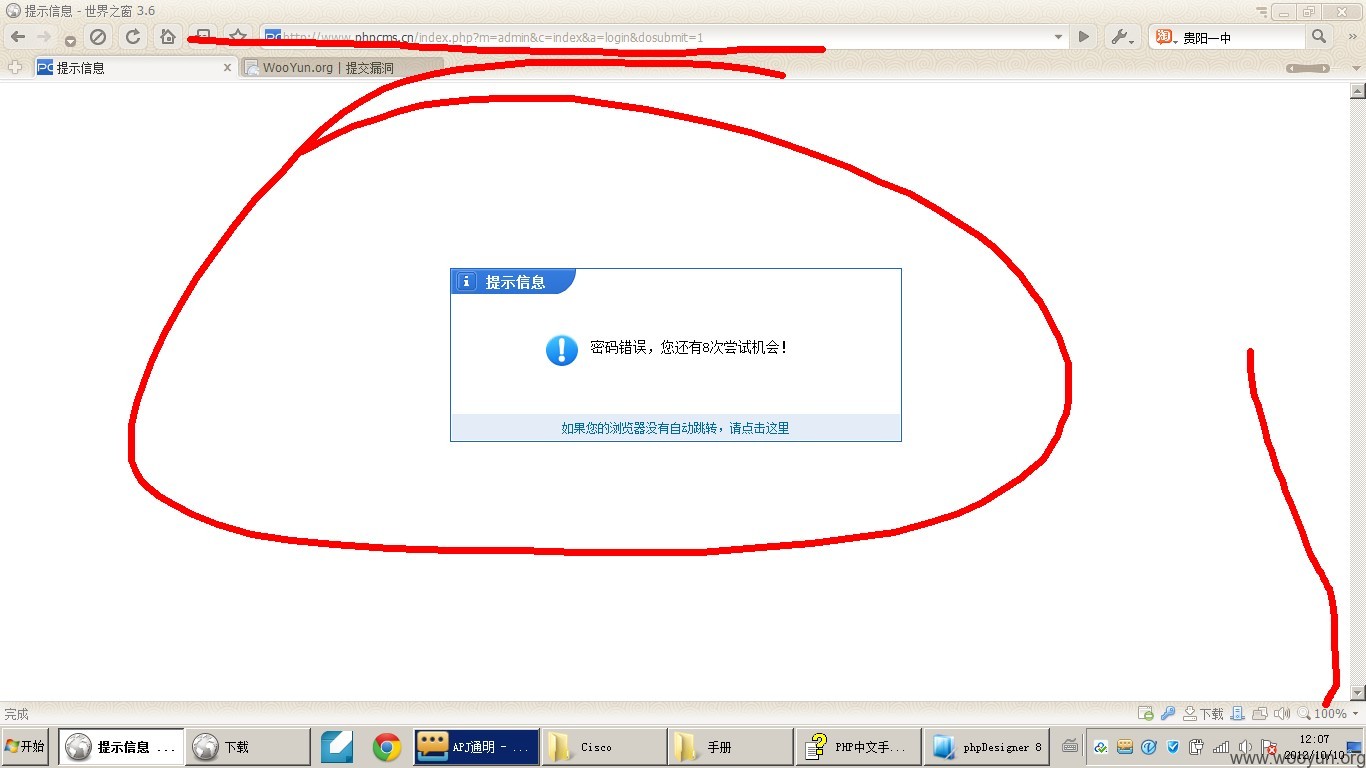 提示信息 - 世界之窗 3.6
http://www.phpcms.cn/index.php?m=admin&c=index&a=login&dosubmit=1
淘 贵阳一中
PC 提示信息 x WooYun.org | 提交漏洞
提示信息
密码错误，您还有8次尝试机会！
如果您的浏览器没有自动跳转，请点击这里
完成 下载 100%
开始 提示信息 ... 下载 APJ通明 - ... Cisco 手册 PHP中文手... phpDesigner 8 12:07
2012/10/10
www.wooyun.org